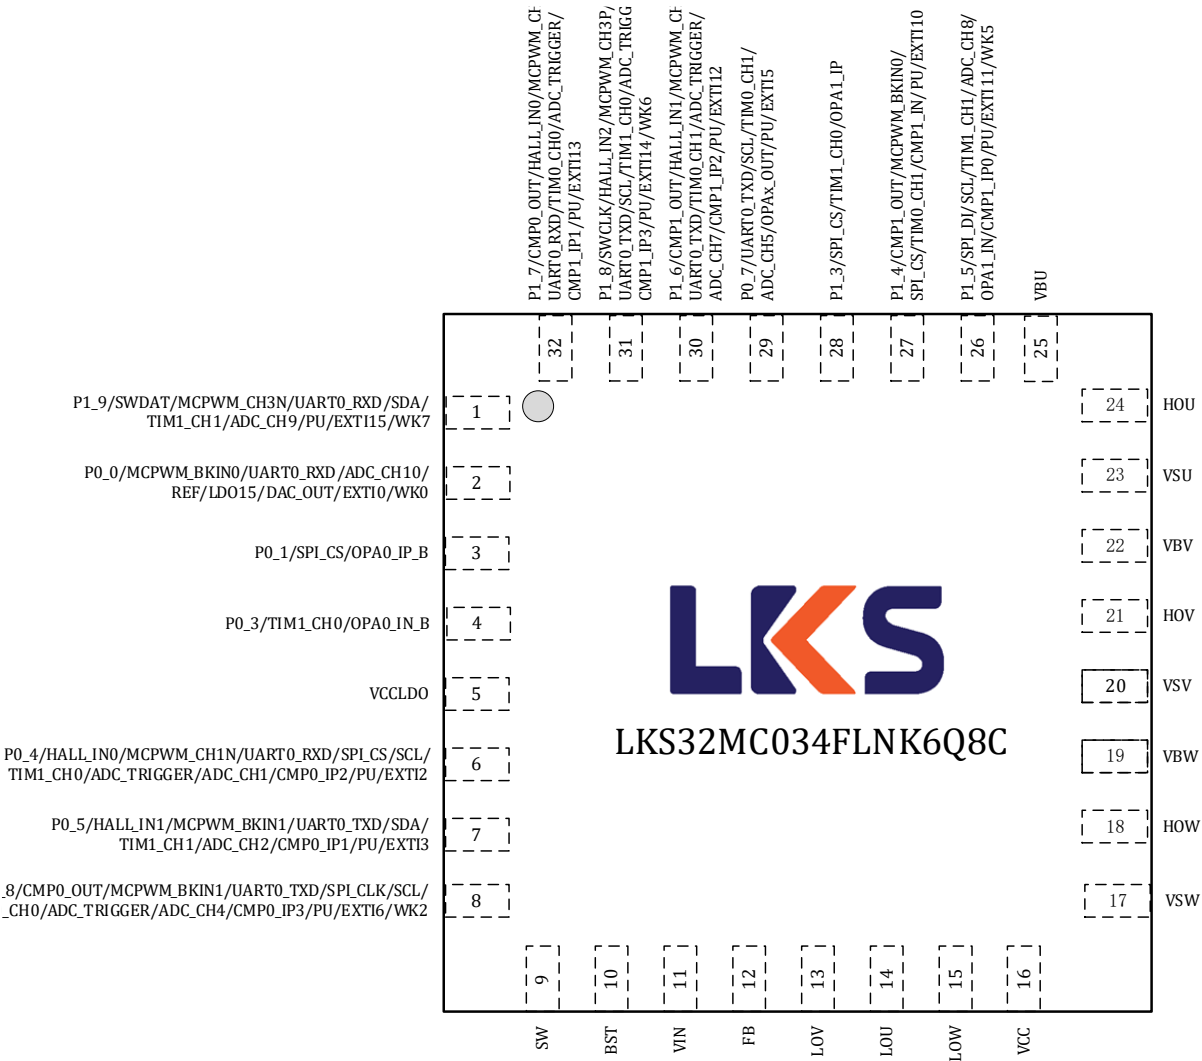 P1_7/CMP0_OUT/HALL_IN0/MCPWM_CH
UART0_RXD/TIM0_CH0/ADC_TRIGGER/
CMP1_IP1/PU/EXTI13
P1_8/SWCLK/HALL_IN2/MCPWM_CH3P/
UART0_TXD/SCL/TIM1_CH0/ADC_TRIGG
CMP1_IP3/PU/EXTI14/WK6
P1_6/CMP1_OUT/HALL_IN1/MCPWM_CH
UART0_TXD/TIM0_CH1/ADC_TRIGGER/
ADC_CH7/CMP1_IP2/PU/EXTI12
P0_7/UART0_TXD/SCL/TIM0_CH1/
ADC_CH5/OPAx_OUT/PU/EXTI5
P1_3/SPI_CS/TIM1_CH0/OPA1_IP
P1_4/CMP1_OUT/MCPWM_BKIN0/
SPI_CS/TIM0_CH1/CMP1_IN/PU/EXTI10
P1_5/SPI_DI/SCL/TIM1_CH1/ADC_CH8/
OPA1_IN/CMP1_IP0/PU/EXTI11/WK5
VBU
32
31
30
29
28
27
26
25
P1_9/SWDAT/MCPWM_CH3N/UART0_RXD/SDA/
TIM1_CH1/ADC_CH9/PU/EXTI15/WK7
1
24
HOU
P0_0/MCPWM_BKIN0/UART0_RXD/ADC_CH10/
REF/LDO15/DAC_OUT/EXTI0/WK0
2
23
VSU
P0_1/SPI_CS/OPA0_IP_B
3
22
VBV
P0_3/TIM1_CH0/OPA0_IN_B
4
21
HOV
VCCLDO
5
20
VSV
LKS
LKS32MC034FLNK6Q8C
P0_4/HALL_IN0/MCPWM_CH1N/UART0_RXD/SPI_CS/SCL/
TIM1_CH0/ADC_TRIGGER/ADC_CH1/CMP0_IP2/PU/EXTI2
6
19
VBW
P0_5/HALL_IN1/MCPWM_BKIN1/UART0_TXD/SDA/
TIM1_CH1/ADC_CH2/CMP0_IP1/PU/EXTI3
7
18
HOW
_8/CMP0_OUT/MCPWM_BKIN1/UART0_TXD/SPI_CLK/SCL/
_CH0/ADC_TRIGGER/ADC_CH4/CMP0_IP3/PU/EXTI6/WK2
8
17
VSW
9
10
11
12
13
14
15
16
SW
BST
VIN
FB
LOV
LOU
LOW
VCC